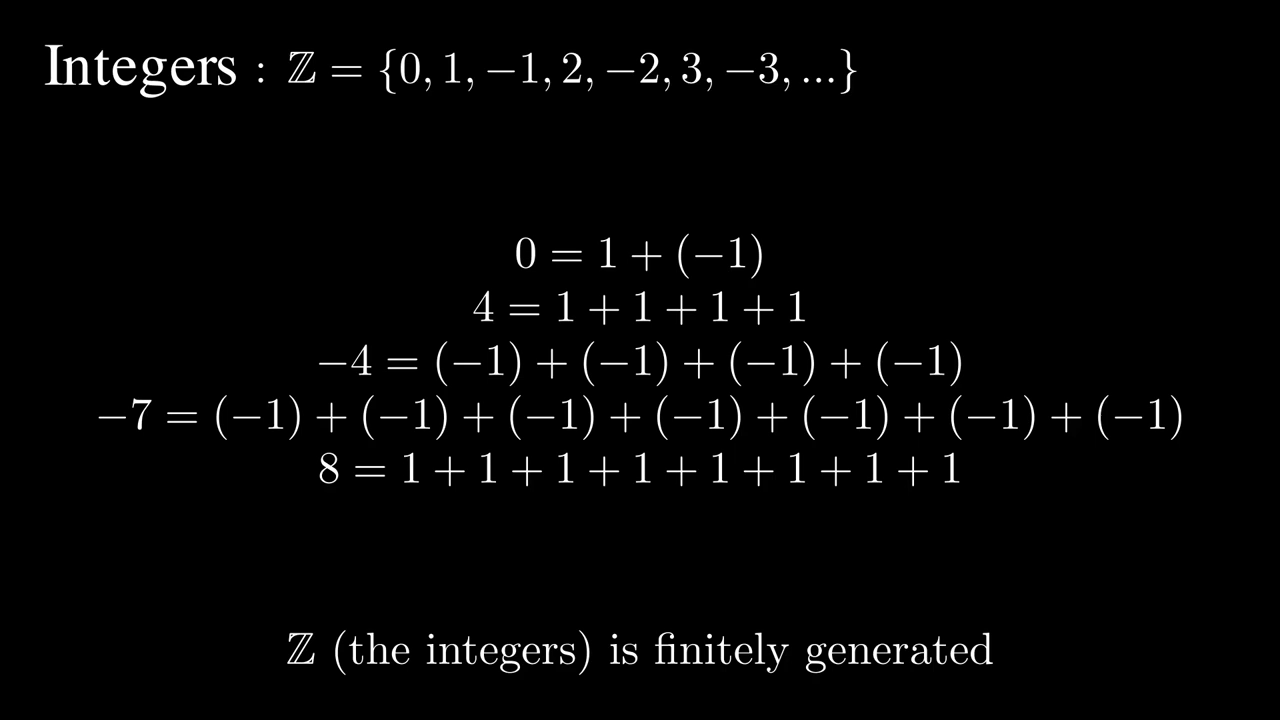 Integers : ℤ = {0, 1, −1, 2, −2, 3, −3, ...}
0 = 1 + (−1)
4 = 1 + 1 + 1 + 1
−4 = (−1) + (−1) + (−1) + (−1)
−7 = (−1) + (−1) + (−1) + (−1) + (−1) + (−1) + (−1)
8 = 1 + 1 + 1 + 1 + 1 + 1 + 1 + 1
ℤ (the integers) is finitely generated